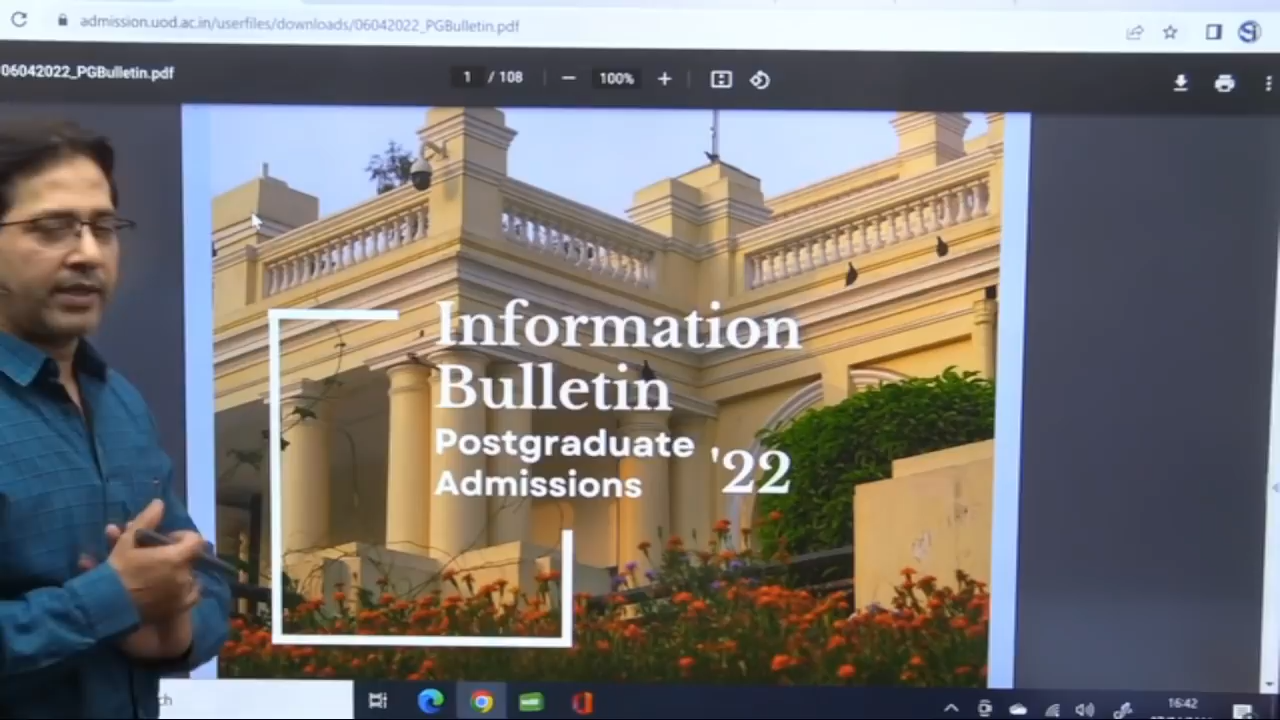 admission.uod.ac.in/userfiles/downloads/06042022_PGBulletin.pdf
06042022_PGBulletin.pdf
1 / 108
100%
Information
Bulletin
Postgraduate
Admissions
'22
ch
16:42